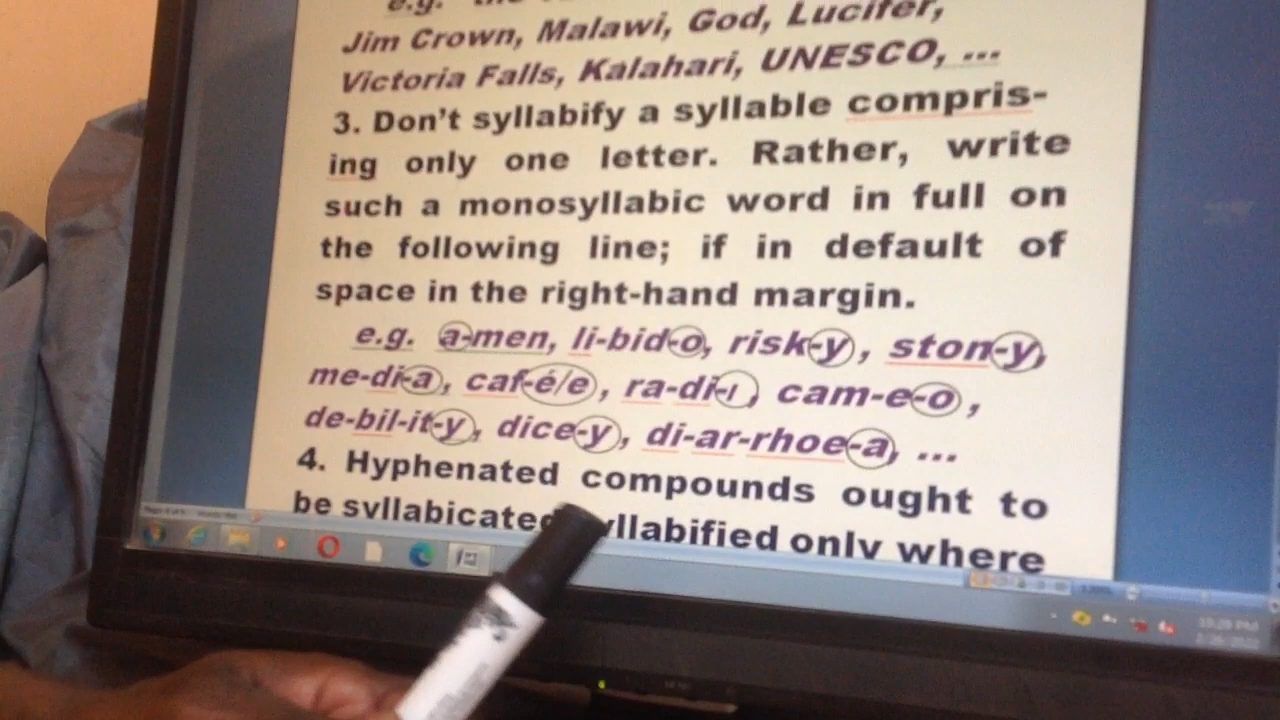 e.g. the
Jim Crown, Malawi, God, Lucifer,
Victoria Falls, Kalahari, UNESCO, ...
3. Don't syllabify a syllable compris-
ing only one letter. Rather, write
such a monosyllabic word in full on
the following line; if in default of
space in the right-hand margin.
e.g. a-men, li-bid-o, risk-y, ston-y,
me-di-a, caf-é/e, ra-di-i, cam-e-o,
de-bil-it-y, dice-y, di-ar-rhoe-a, ...
4. Hyphenated compounds ought to
be syllabicated yllabified only where